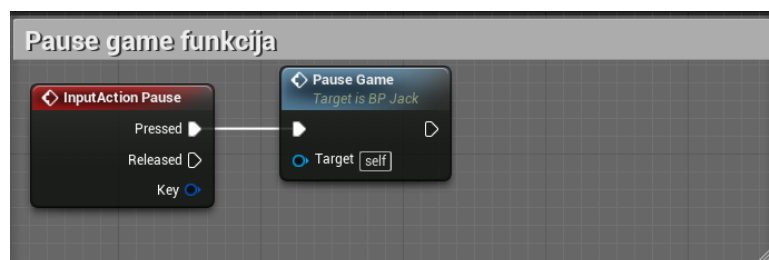 Pause game funkcija
InputAction Pause
Pressed
Released
Key
Pause Game
Target is BP Jack
Target self